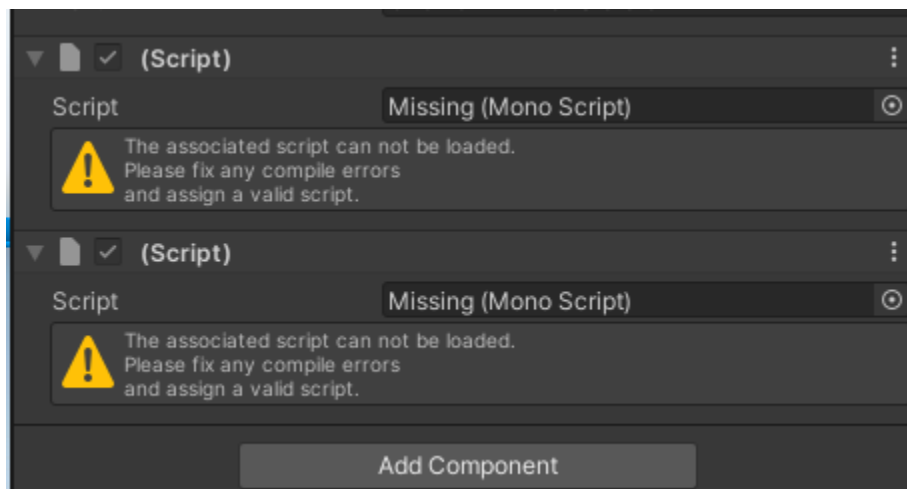 (Script)
Script Missing (Mono Script)
The associated script can not be loaded.
Please fix any compile errors
and assign a valid script.
(Script)
Script Missing (Mono Script)
The associated script can not be loaded.
Please fix any compile errors
and assign a valid script.
Add Component